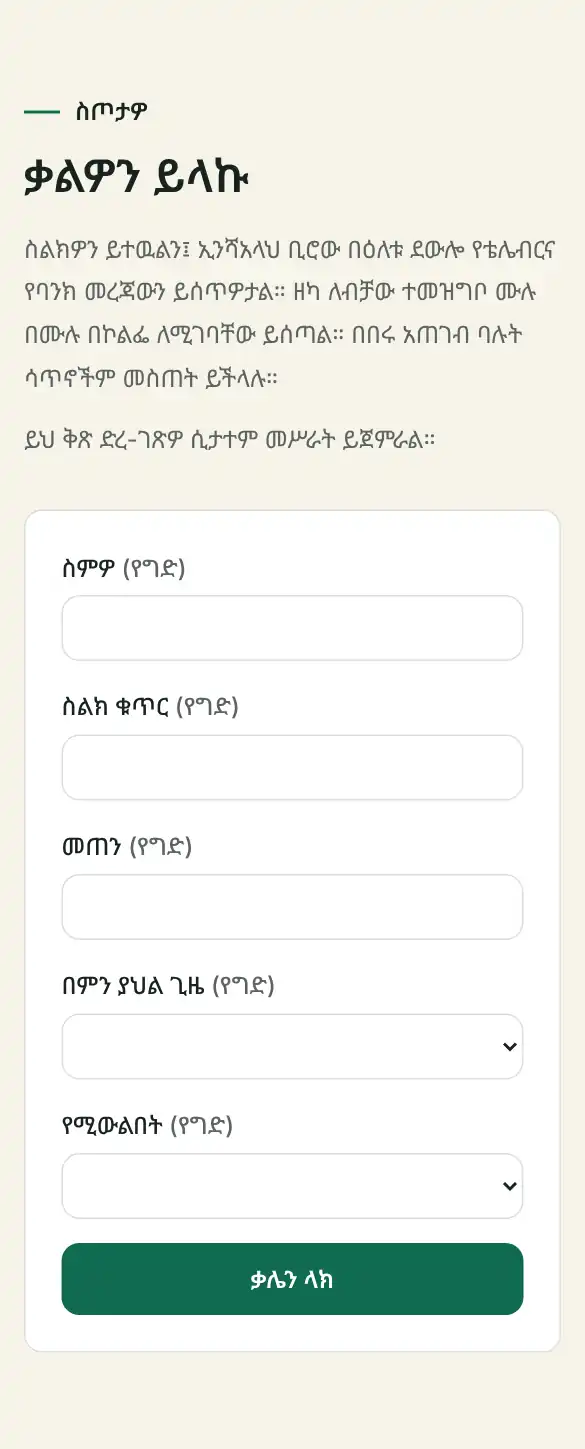 ስጦታዎ
ቃልዎን ይላኩ
ስልክዎን ይተዉልን፤ ኢንሻአላህ ቢሮው በዕለቱ ደውሎ የቴሌብርና
የባንክ መረጃውን ይሰጥዎታል። ዘካ ለብቻው ተመዝግቦ ሙሉ
በሙሉ በኮልፌ ለሚገባቸው ይሰጣል። በበሩ አጠገብ ባሉት
ሳጥኖችም መስጠት ይችላሉ።
ይህ ቅጽ ድረ-ገጽዎ ሲታተም መሥራት ይጀምራል።
ስምዎ (የግድ)
ስልክ ቁጥር (የግድ)
መጠን (የግድ)
በምን ያህል ጊዜ (የግድ)
የሚውልበት (የግድ)
ቃሌን ላክ